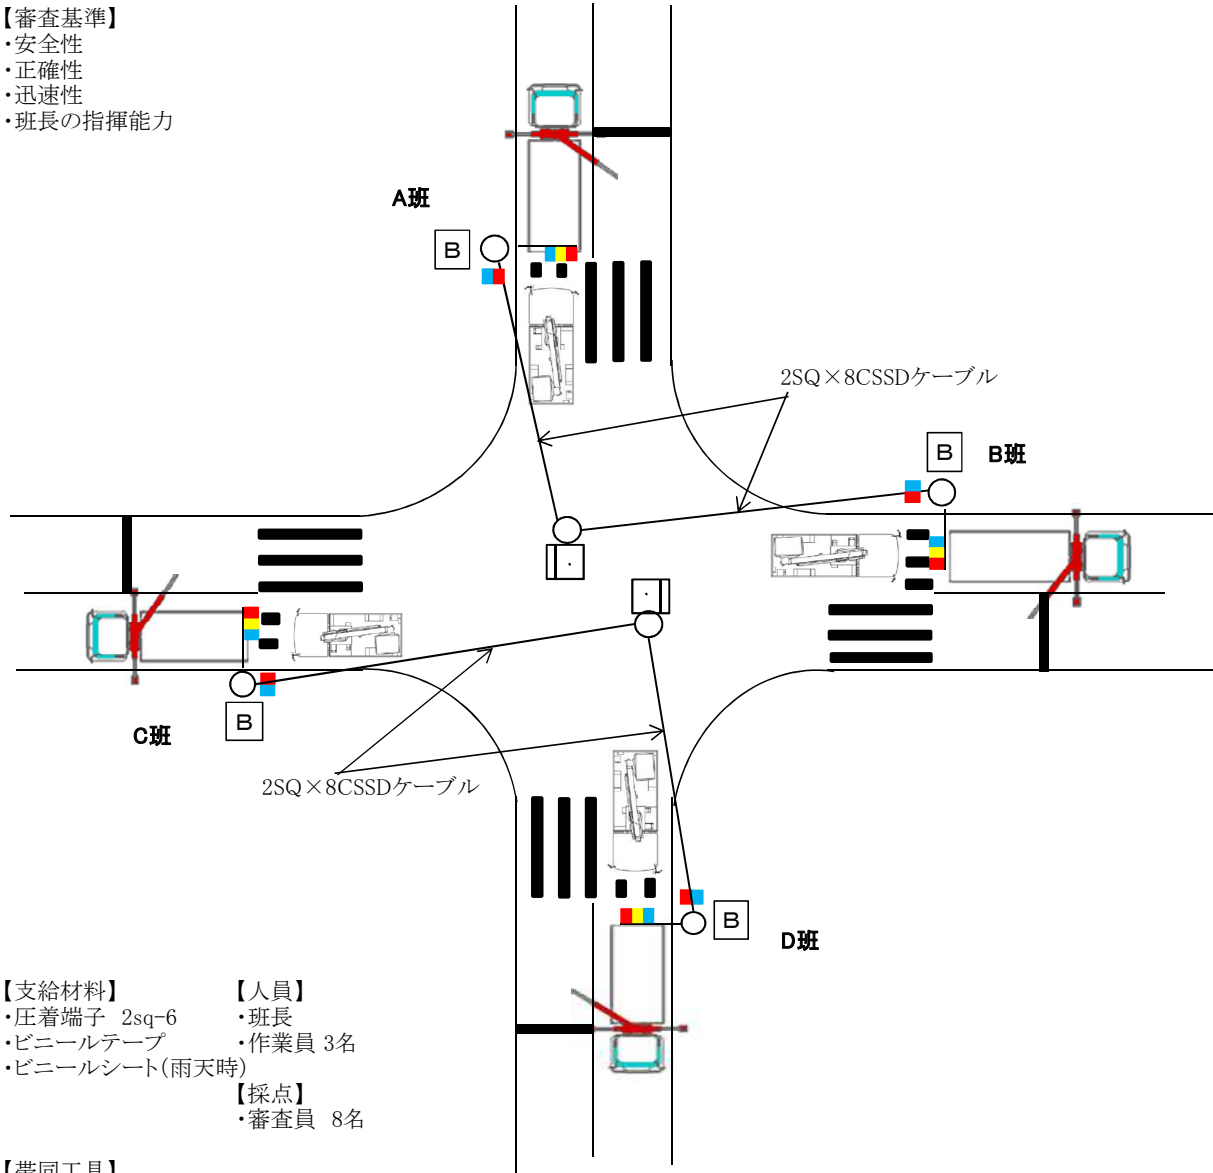 【審査基準】
・安全性
・正確性
・迅速性
・班長の指揮能力
A班
B
2SQ×8CSSDケーブル
B
B班
C班
B
2SQ×8CSSDケーブル
B
D班
【支給材料】
・圧着端子 2sq-6
・ビニールテープ
・ビニールシート(雨天時)
【人員】
・班長
・作業員 3名
【採点】
・審査員 8名
【帯同工具】